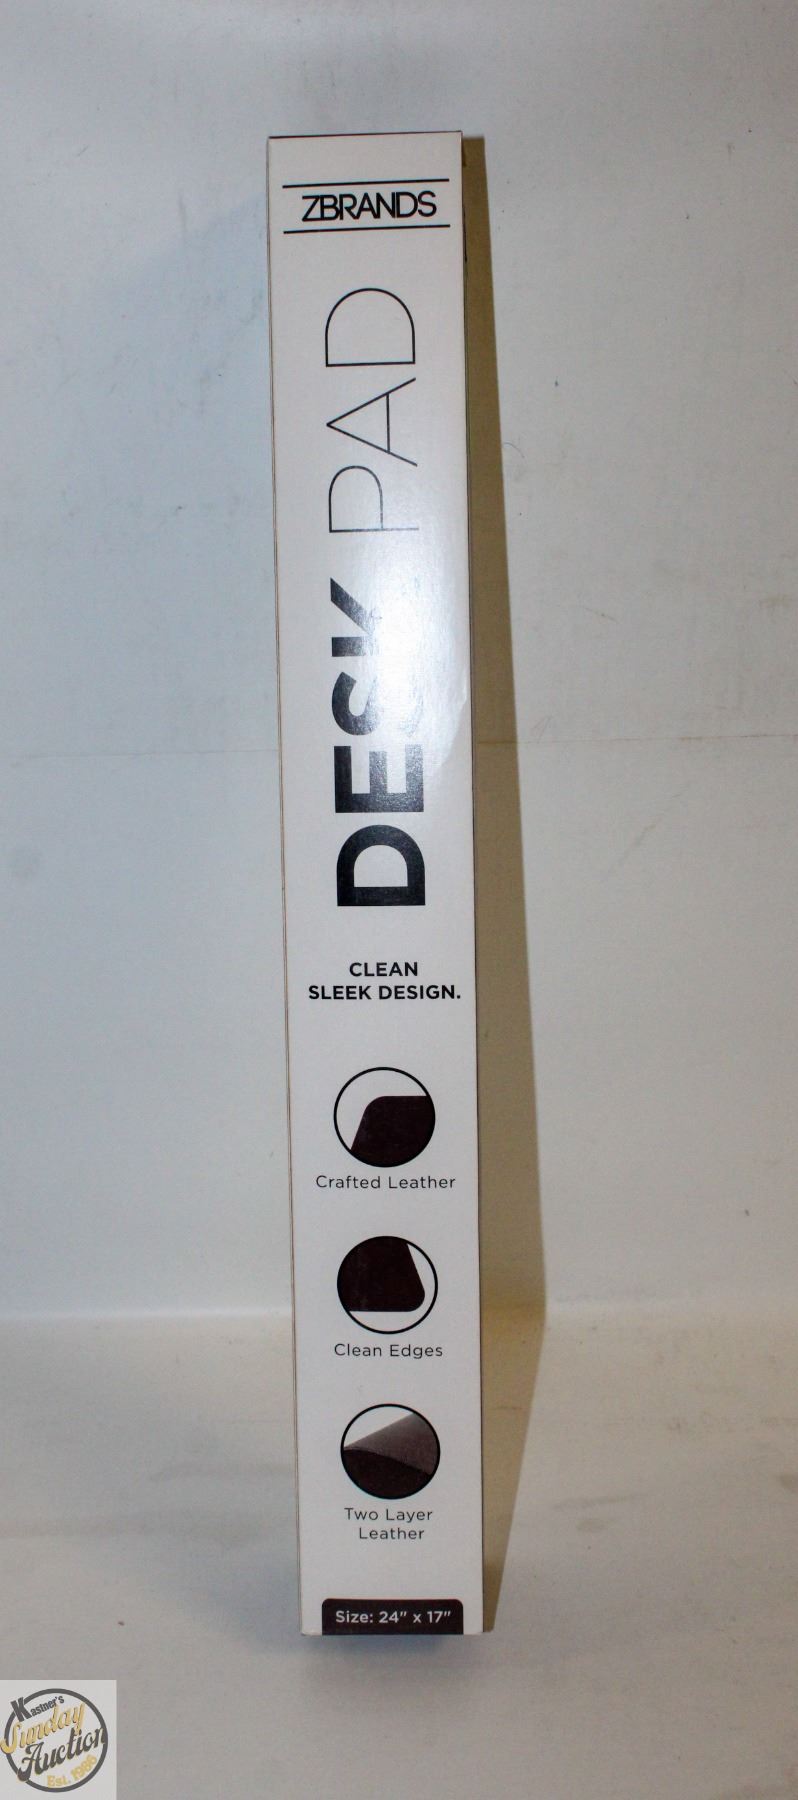 ZBRANDS
DESK PAD
CLEAN
SLEEK DESIGN.
Crafted Leather
Clean Edges
Two Layer
Leather
Size: 24" x 17"
Kastner's
Sunday
Auction
Est. 1986